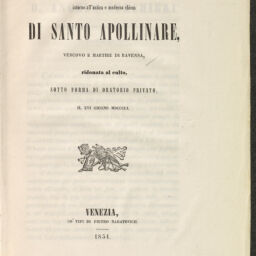 intorno all'antica e moderna chiesa
DI SANTO APOLLINARE,
VESCOVO E MARTIRE DI RAVENNA,
ridonata al culto,
SOTTO FORMA DI ORATORIO PRIVATO,
IL XVI GIUGNO MDCCCLI.
VENEZIA,
CO' TIPI DI PIETRO NARATOVICH
1851.